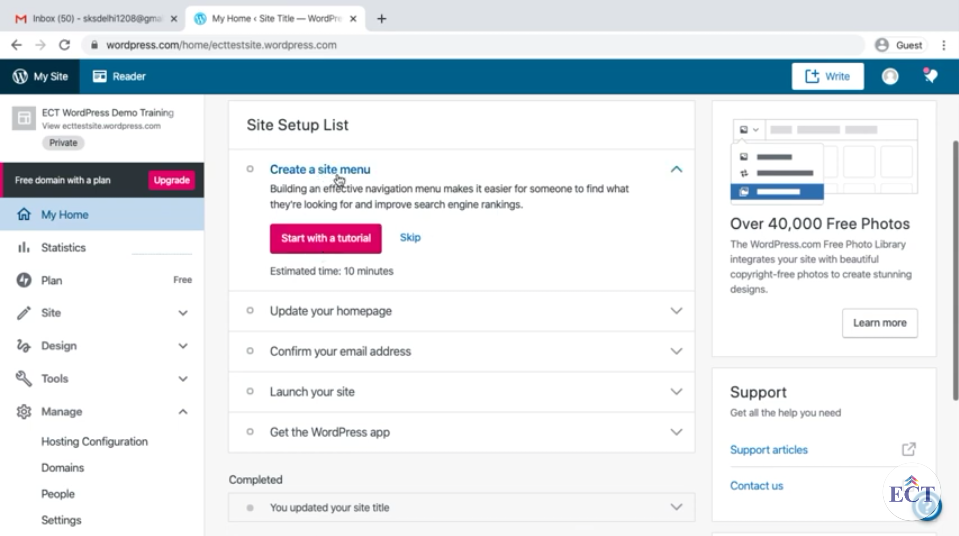 Inbox (50) - sksdelhi1208@gma
My Home ‹ Site Title — WordPre
wordpress.com/home/ecttestsite.wordpress.com
Guest
My Site
Reader
Write
ECT WordPress Demo Training
View ecttestsite.wordpress.com
Private
Free domain with a plan
Upgrade
My Home
Statistics
Plan
Free
Site
Design
Tools
Manage
Hosting Configuration
Domains
People
Settings
Site Setup List
Create a site menu
Building an effective navigation menu makes it easier for someone to find what
they're looking for and improve search engine rankings.
Start with a tutorial
Skip
Estimated time: 10 minutes
Update your homepage
Confirm your email address
Launch your site
Get the WordPress app
Completed
You updated your site title
Over 40,000 Free Photos
The WordPress.com Free Photo Library
integrates your site with beautiful
copyright-free photos to create stunning
designs.
Learn more
Support
Get all the help you need
Support articles
Contact us
ECT